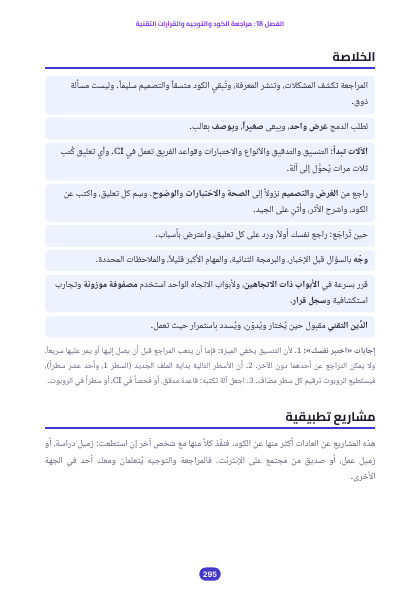 الفصل 18: مراجعة الكود والتوجيه والقرارات التقنية
الخلاصة
المراجعة تكشف المشكلات، وتنشر المعرفة، وتُبقي الكود متسقاً والتصميم سليماً. وليست مسألة
ذوق.
لطلب الدمج غرض واحد، ويبقى صغيراً، ويوصف بقالب.
الآلات تبدأ: التنسيق والتدقيق والأنواع والاختبارات وقواعد الفريق تعمل في CI. وأي تعليق كُتب
ثلاث مرات يُحوَّل إلى آلة.
راجع من الغرض والتصميم نزولاً إلى الصحة والاختبارات والوضوح. وسِم كل تعليق، واكتب عن
الكود، واشرح الأثر، وأثنِ على الجيد.
حين تُراجَع: راجع نفسك أولاً، ورد على كل تعليق، واعترض بأسباب.
وجّه بالسؤال قبل الإخبار، والبرمجة الثنائية، والمهام الأكبر قليلاً، والملاحظات المحددة.
قرر بسرعة في الأبواب ذات الاتجاهين، ولأبواب الاتجاه الواحد استخدم مصفوفة موزونة وتجارب
استكشافية وسجل قرار.
الدَّين التقني مقبول حين يُختار ويُدوَّن، ويُسدد باستمرار حيث تعمل.
إجابات «اختبر نفسك»: 1. لأن التنسيق يخفي الميزة: فإما أن يتعب المراجع قبل أن يصل إليها أو يمر عليها سريعاً،
ولا يمكن التراجع عن أحدهما دون الآخر. 2. أن الأسطر التالية بداية الملف الجديد (السطر 1، وأحد عشر سطراً)،
فيستطيع الروبوت ترقيم كل سطر مضاف. 3. اجعل آلة تكتبه: قاعدة مدقق، أو فحصاً في CI، أو سطراً في الروبوت.
مشاريع تطبيقية
هذه المشاريع عن العادات أكثر منها عن الكود. فنفّذ كلاً منها مع شخص آخر إن استطعت: زميل دراسة، أو
زميل عمل، أو صديق من مجتمع على الإنترنت. فالمراجعة والتوجيه يُتعلمان ومعك أحد في الجهة
الأخرى.
295